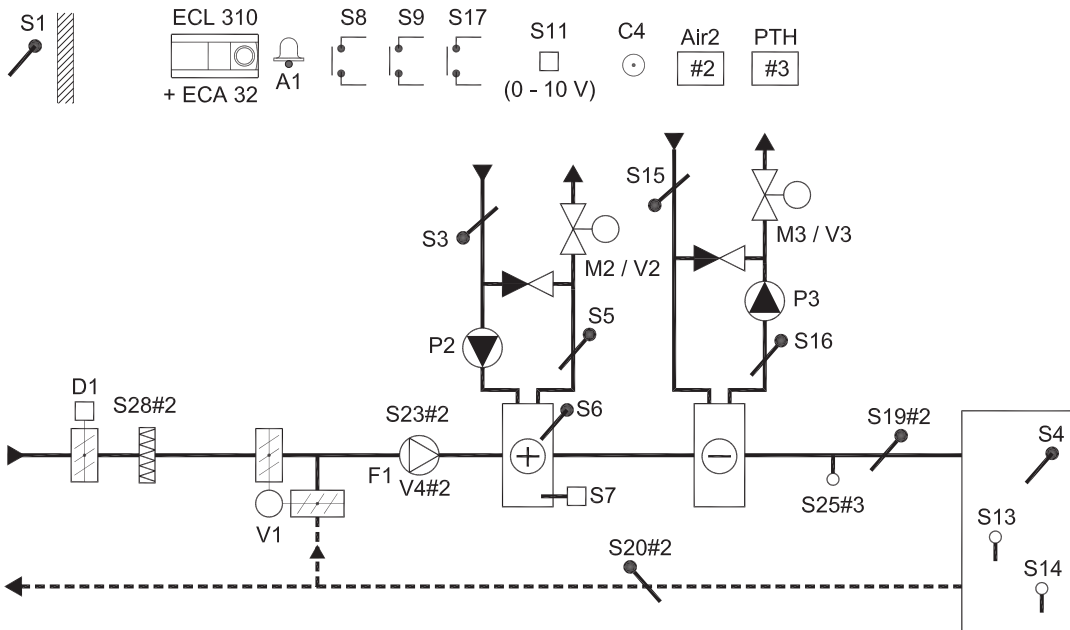 S1
ECL 310
+ ECA 32
A1
S8
S9
S17
S11
(0 - 10 V)
C4
Air2
#2
PTH
#3
S15
S3
M2 / V2
M3 / V3
P2
S5
P3
S16
D1
S28#2
S23#2
S6
S19#2
S4
F1
V4#2
S7
S25#3
V1
S13
S20#2
S14